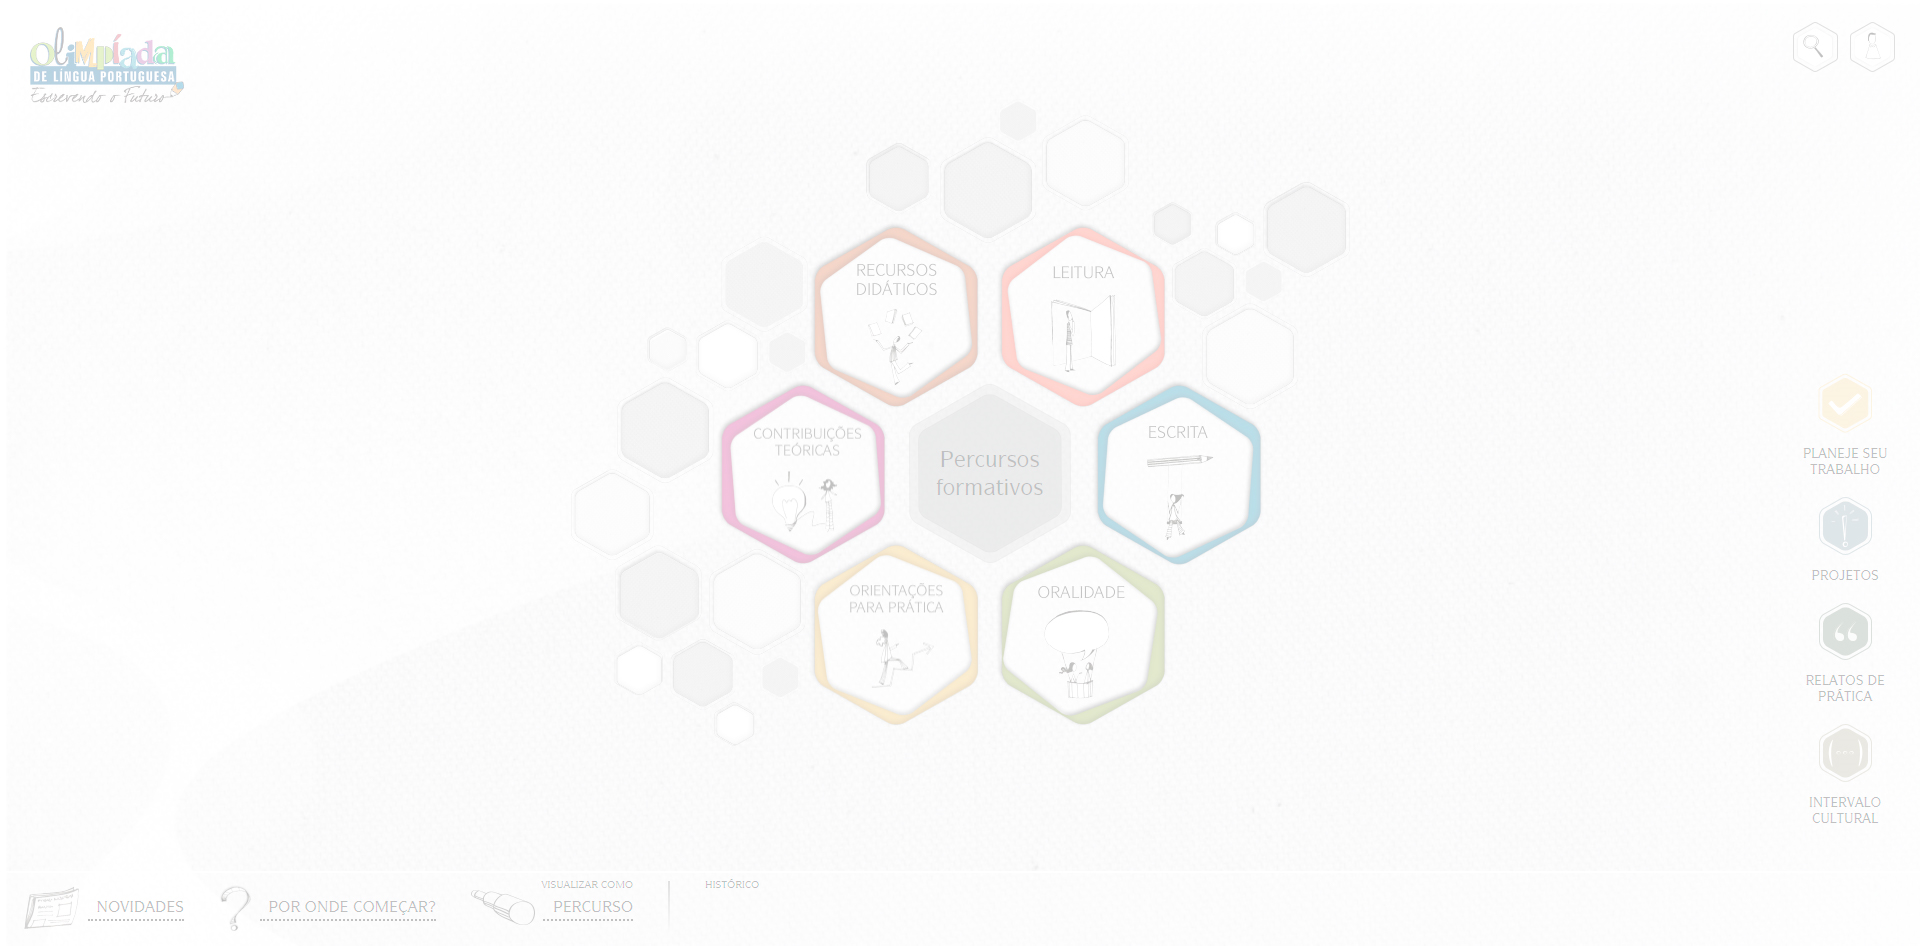 Olimpíada
DE LÍNGUA PORTUGUESA
Escrevendo o Futuro
RECURSOS
DIDÁTICOS
LEITURA
CONTRIBUIÇÕES
TEÓRICAS
Percursos
formativos
ESCRITA
ORIENTAÇÕES
PARA PRÁTICA
ORALIDADE
PLANEJE SEU
TRABALHO
PROJETOS
RELATOS DE
PRÁTICA
INTERVALO
CULTURAL
NOVIDADES
POR ONDE COMEÇAR?
VISUALIZAR COMO
PERCURSO
HISTÓRICO